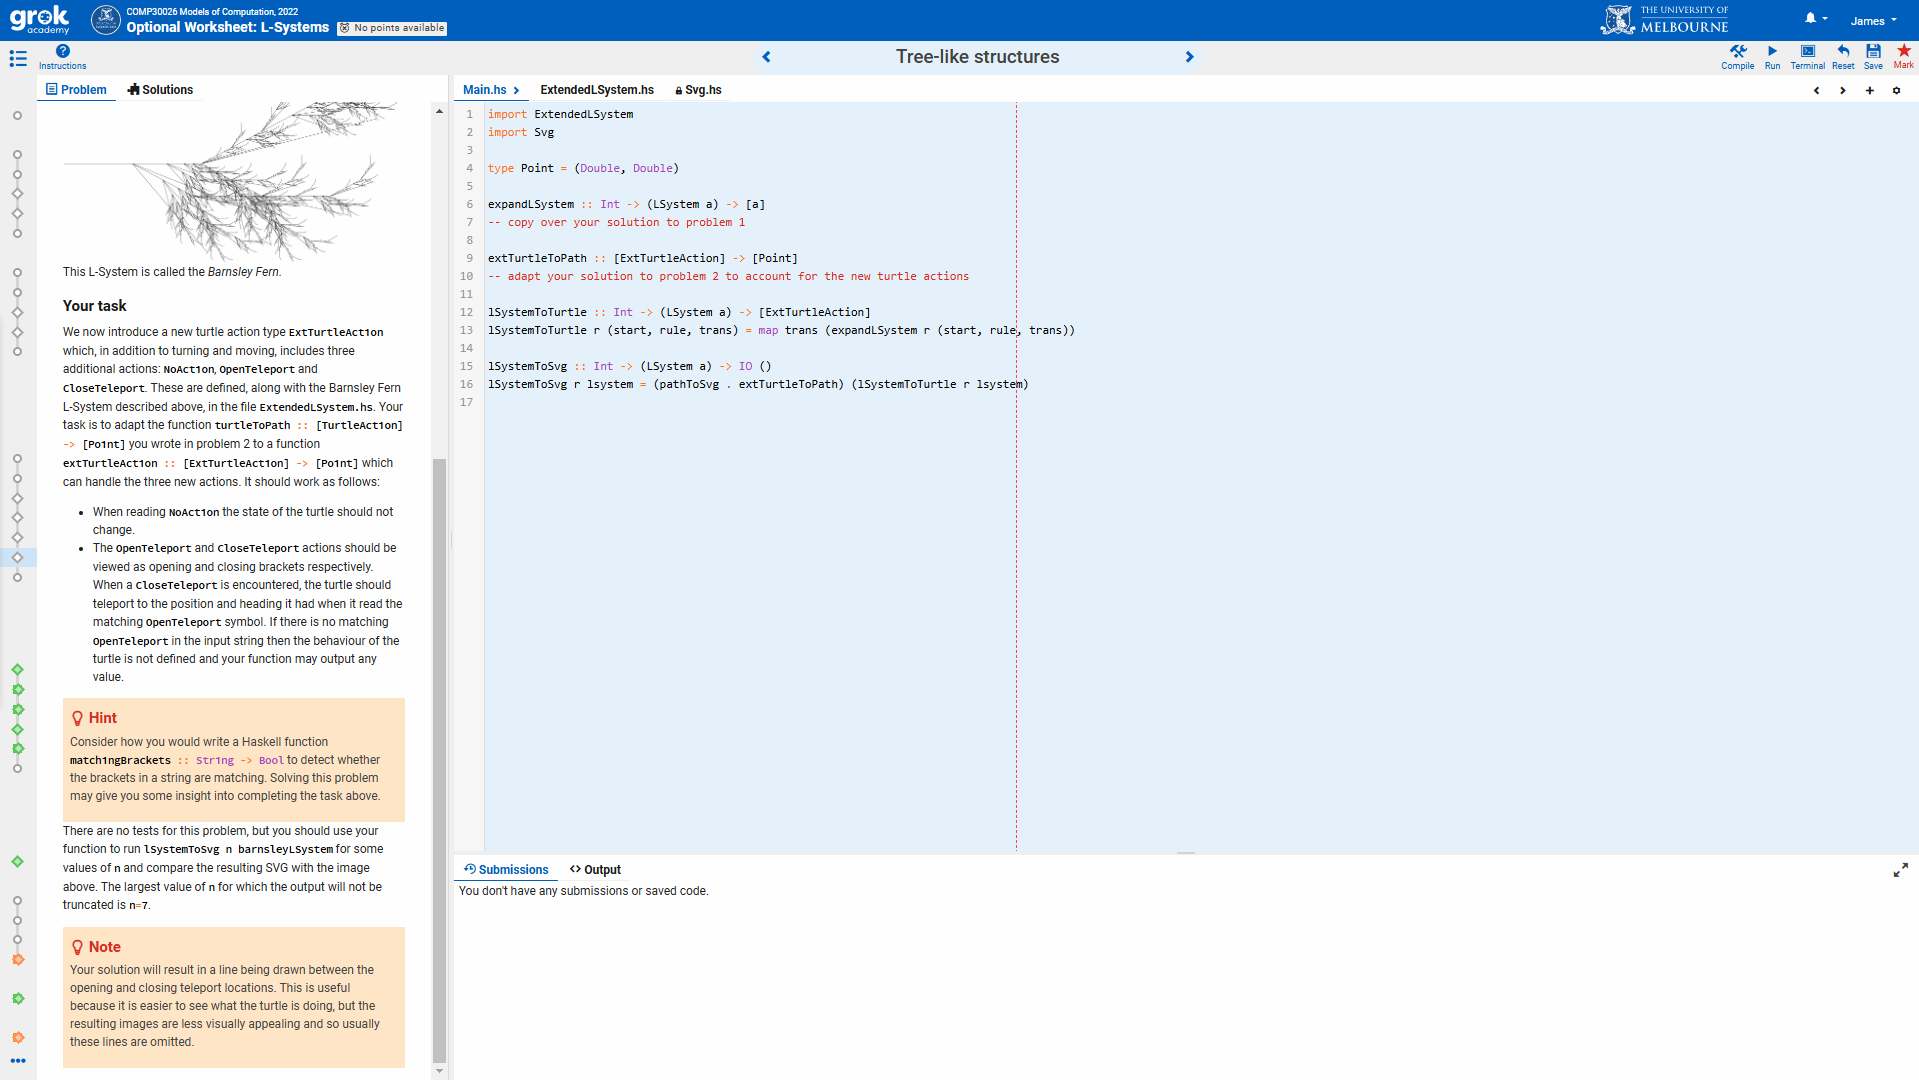 grok
academy
COMP30026 Models of Computation, 2022
Optional Worksheet: L-Systems
No points available
THE UNIVERSITY OF
MELBOURNE
James
Instructions
Tree-like structures
Compile
Run
Terminal
Reset
Save
Mark
Problem
Solutions
This L-System is called the Barnsley Fern.
Your task
We now introduce a new turtle action type ExtTurtleAction
which, in addition to turning and moving, includes three
additional actions: NoAction, OpenTeleport and
CloseTeleport. These are defined, along with the Barnsley Fern
L-System described above, in the file ExtendedLSystem.hs. Your
task is to adapt the function turtleToPath :: [TurtleAction]
-> [Point] you wrote in problem 2 to a function
extTurtleAction :: [ExtTurtleAction] -> [Point] which
can handle the three new actions. It should work as follows:
• When reading NoAction the state of the turtle should not
change.
• The OpenTeleport and CloseTeleport actions should be
viewed as opening and closing brackets respectively.
When a CloseTeleport is encountered, the turtle should
teleport to the position and heading it had when it read the
matching OpenTeleport symbol. If there is no matching
OpenTeleport in the input string then the behaviour of the
turtle is not defined and your function may output any
value.
Hint
Consider how you would write a Haskell function
matchingBrackets :: String -> Bool to detect whether
the brackets in a string are matching. Solving this problem
may give you some insight into completing the task above.
There are no tests for this problem, but you should use your
function to run lSystemToSvg n barnsleyLSystem for some
values of n and compare the resulting SVG with the image
above. The largest value of n for which the output will not be
truncated is n=7.
Note
Your solution will result in a line being drawn between the
opening and closing teleport locations. This is useful
because it is easier to see what the turtle is doing, but the
resulting images are less visually appealing and so usually
these lines are omitted.
Main.hs
ExtendedLSystem.hs
Svg.hs
1 import ExtendedLSystem
2 import Svg
3
4 type Point = (Double, Double)
5
6 expandLSystem :: Int -> (LSystem a) -> [a]
7 -- copy over your solution to problem 1
8
9 extTurtleToPath :: [ExtTurtleAction] -> [Point]
10 -- adapt your solution to problem 2 to account for the new turtle actions
11
12 lSystemToTurtle :: Int -> (LSystem a) -> [ExtTurtleAction]
13 lSystemToTurtle r (start, rule, trans) = map trans (expandLSystem r (start, rule, trans))
14
15 lSystemToSvg :: Int -> (LSystem a) -> IO ()
16 lSystemToSvg r lsystem = (pathToSvg . extTurtleToPath) (lSystemToTurtle r lsystem)
17
Submissions
Output
You don't have any submissions or saved code.